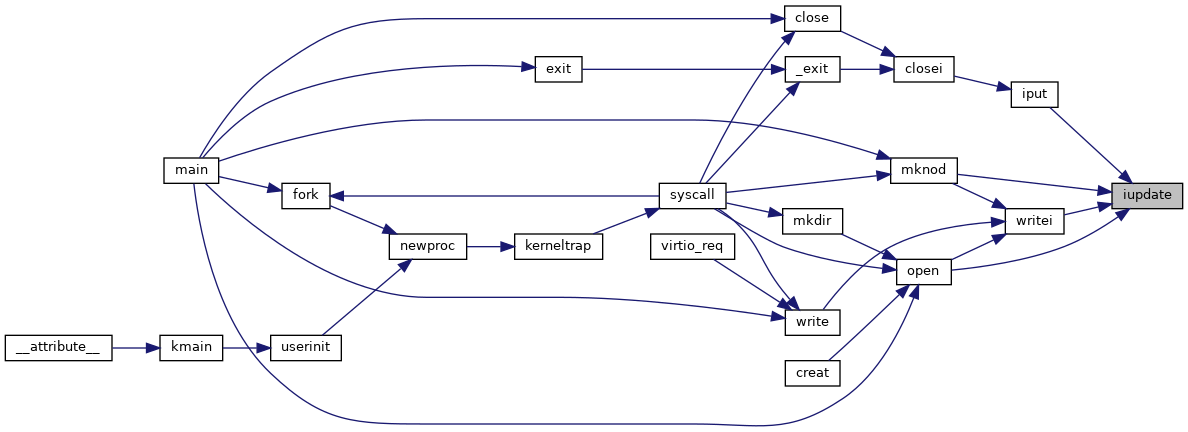 close
exit
_exit
closei
iput
main
mknod
fork
syscall
iupdate
mkdir
writei
newproc
kerneltrap
virtio_req
open
write
__attribute__
kmain
userinit
creat